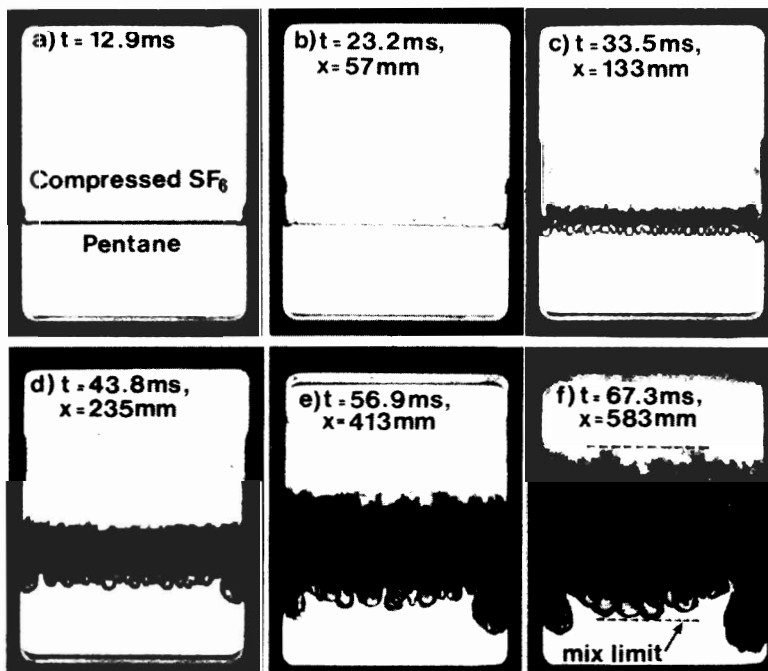 a) t = 12.9ms
Compressed SF₆
Pentane
b) t = 23.2ms,
x = 57mm
c) t = 33.5ms,
x = 133mm
d) t = 43.8ms,
x = 235mm
e) t = 56.9ms,
x = 413mm
f) t = 67.3ms,
x = 583mm
mix limit